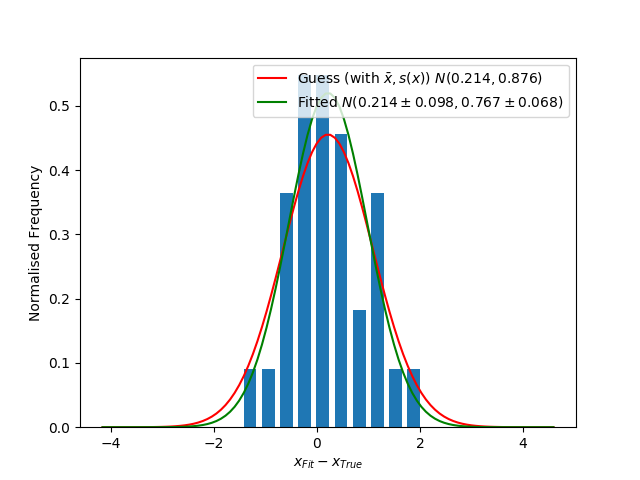 Guess (with x̄, s(x)) N(0.214, 0.876)
Fitted N(0.214 ± 0.098, 0.767 ± 0.068)
Normalised Frequency
0.5
0.4
0.3
0.2
0.1
0.0
−4 −2 0 2 4
x_Fit − x_True